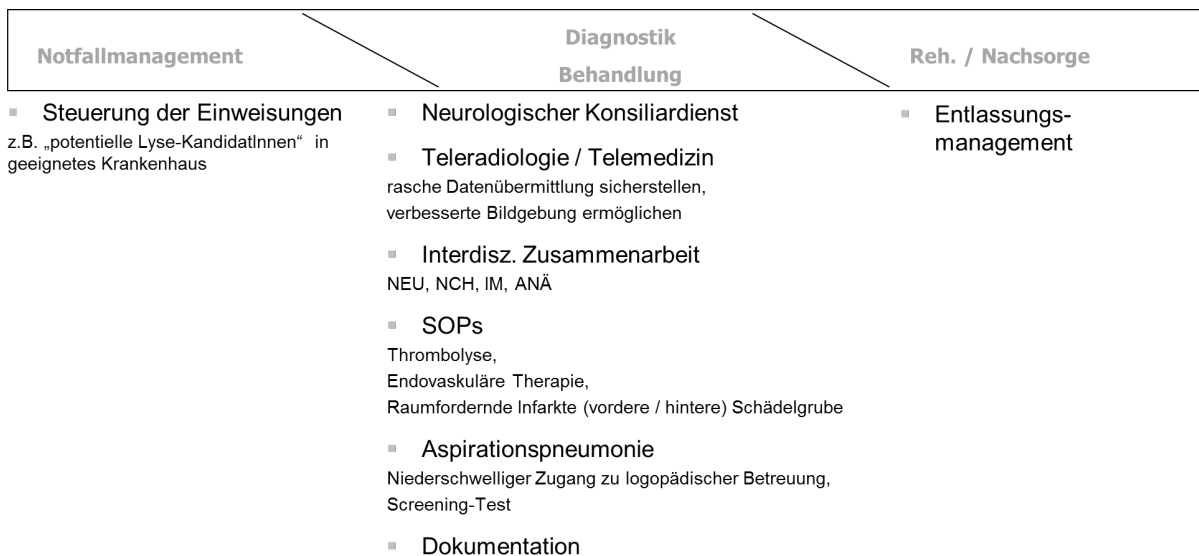 Notfallmanagement
Diagnostik
Behandlung
Reh. / Nachsorge
Steuerung der Einweisungen
z.B. „potentielle Lyse-KandidatInnen“ in
geeignetes Krankenhaus
Neurologischer Konsiliardienst
Teleradiologie / Telemedizin
rasche Datenübermittlung sicherstellen,
verbesserte Bildgebung ermöglichen
Interdisz. Zusammenarbeit
NEU, NCH, IM, ANÄ
SOPs
Thrombolyse,
Endovaskuläre Therapie,
Raumfordernde Infarkte (vordere / hintere) Schädelgrube
Aspirationspneumonie
Niederschwelliger Zugang zu logopädischer Betreuung,
Screening-Test
Dokumentation
Entlassungs-
management